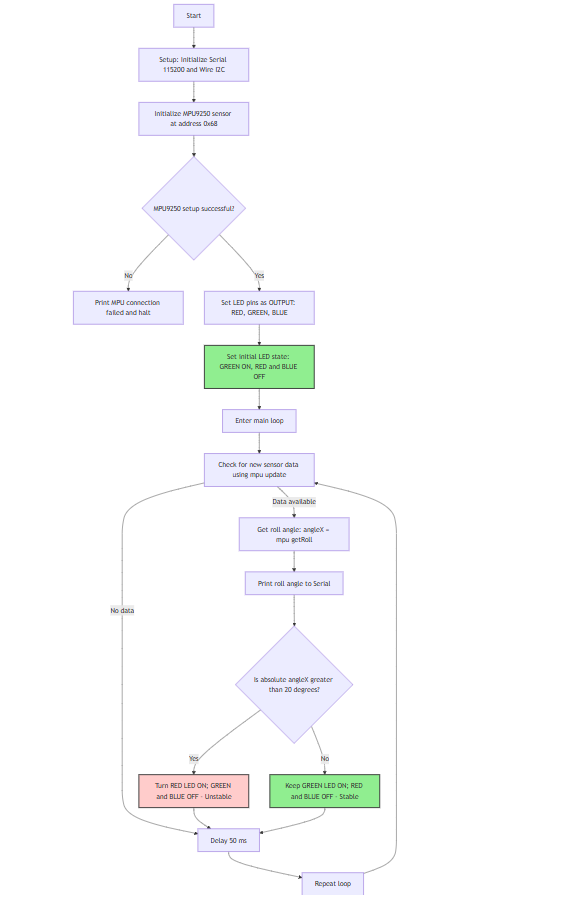 Start
Setup: Initialize Serial
115200 and Wire I2C
Initialize MPU9250 sensor
at address 0x68
MPU9250 setup successful?
No
Yes
Print MPU connection
failed and halt
Set LED pins as OUTPUT:
RED, GREEN, BLUE
Set initial LED state:
GREEN ON, RED and BLUE
OFF
Enter main loop
Check for new sensor data
using mpu update
Data available
Get roll angle: angleX =
mpu getRoll
Print roll angle to Serial
No data
Is absolute angleX greater
than 20 degrees?
Yes
No
Turn RED LED ON; GREEN
and BLUE OFF - Unstable
Keep GREEN LED ON; RED
and BLUE OFF - Stable
Delay 50 ms
Repeat loop